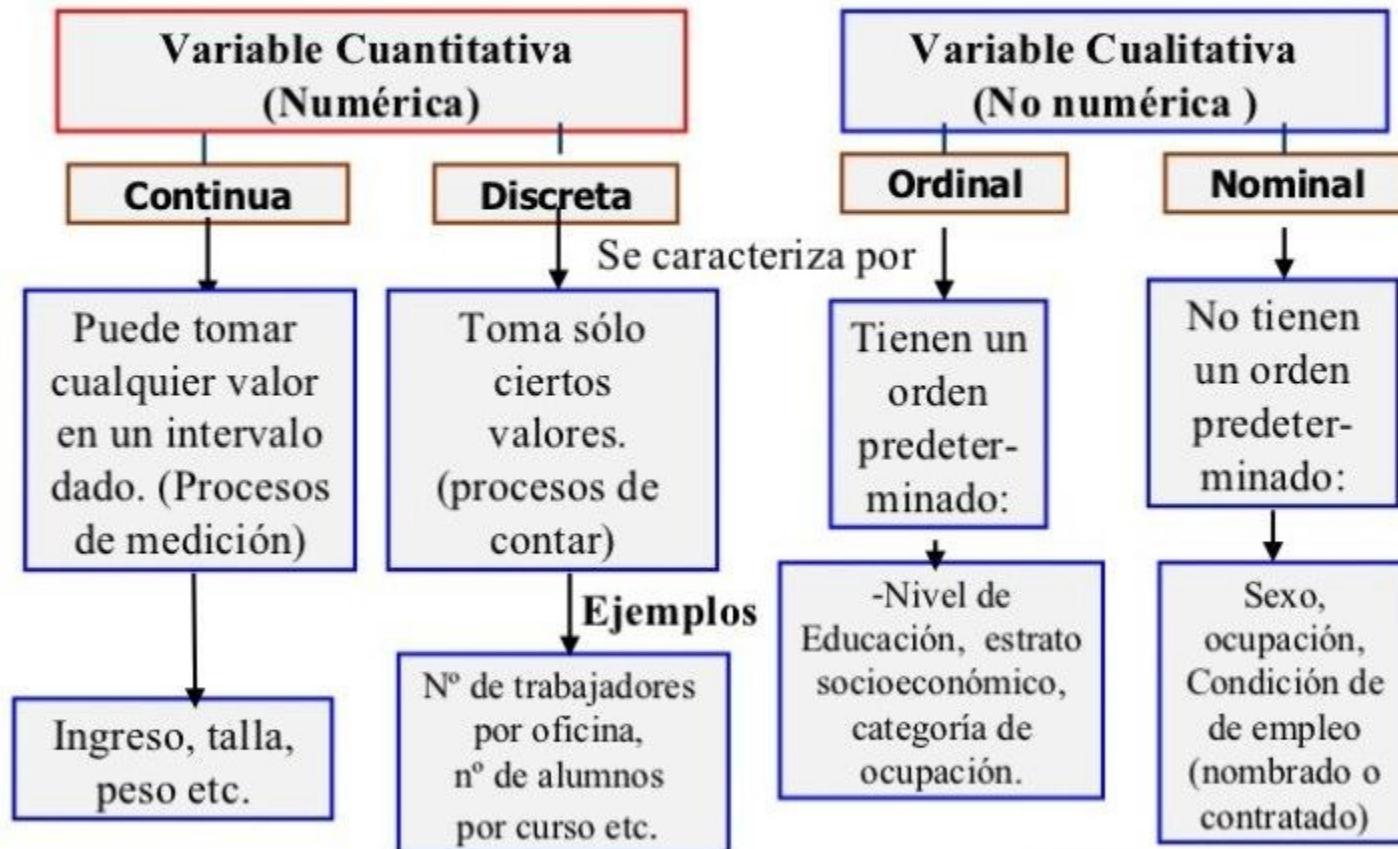 Variable Cuantitativa
(Numérica)
Variable Cualitativa
(No numérica )
Continua
Discreta
Ordinal
Nominal
Se caracteriza por
Puede tomar
cualquier valor
en un intervalo
dado. (Procesos
de medición)
Toma sólo
ciertos
valores.
(procesos de
contar)
Tienen un
orden
predeter-
minado:
No tienen
un orden
predeter-
minado:
Ejemplos
Ingreso, talla,
peso etc.
Nº de trabajadores
por oficina,
nº de alumnos
por curso etc.
-Nivel de
Educación, estrato
socioeconómico,
categoría de
ocupación.
Sexo,
ocupación,
Condición de
de empleo
(nombrado o
contratado)